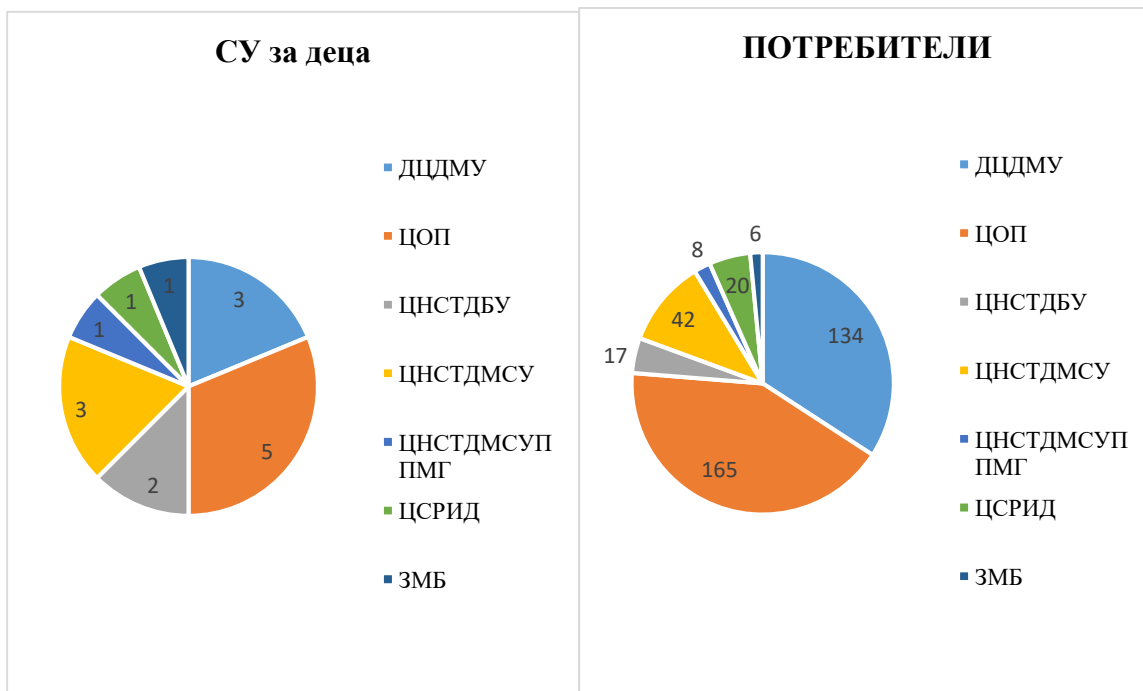 СУ за деца
3
5
2
3
1
1
1
ДЦДМУ
ЦОП
ЦНСТДБУ
ЦНСТДМСУ
ЦНСТДМСУП
ПМГ
ЦСРИД
ЗМБ
ПОТРЕБИТЕЛИ
134
165
17
42
8
20
6
ДЦДМУ
ЦОП
ЦНСТДБУ
ЦНСТДМСУ
ЦНСТДМСУП
ПМГ
ЦСРИД
ЗМБ